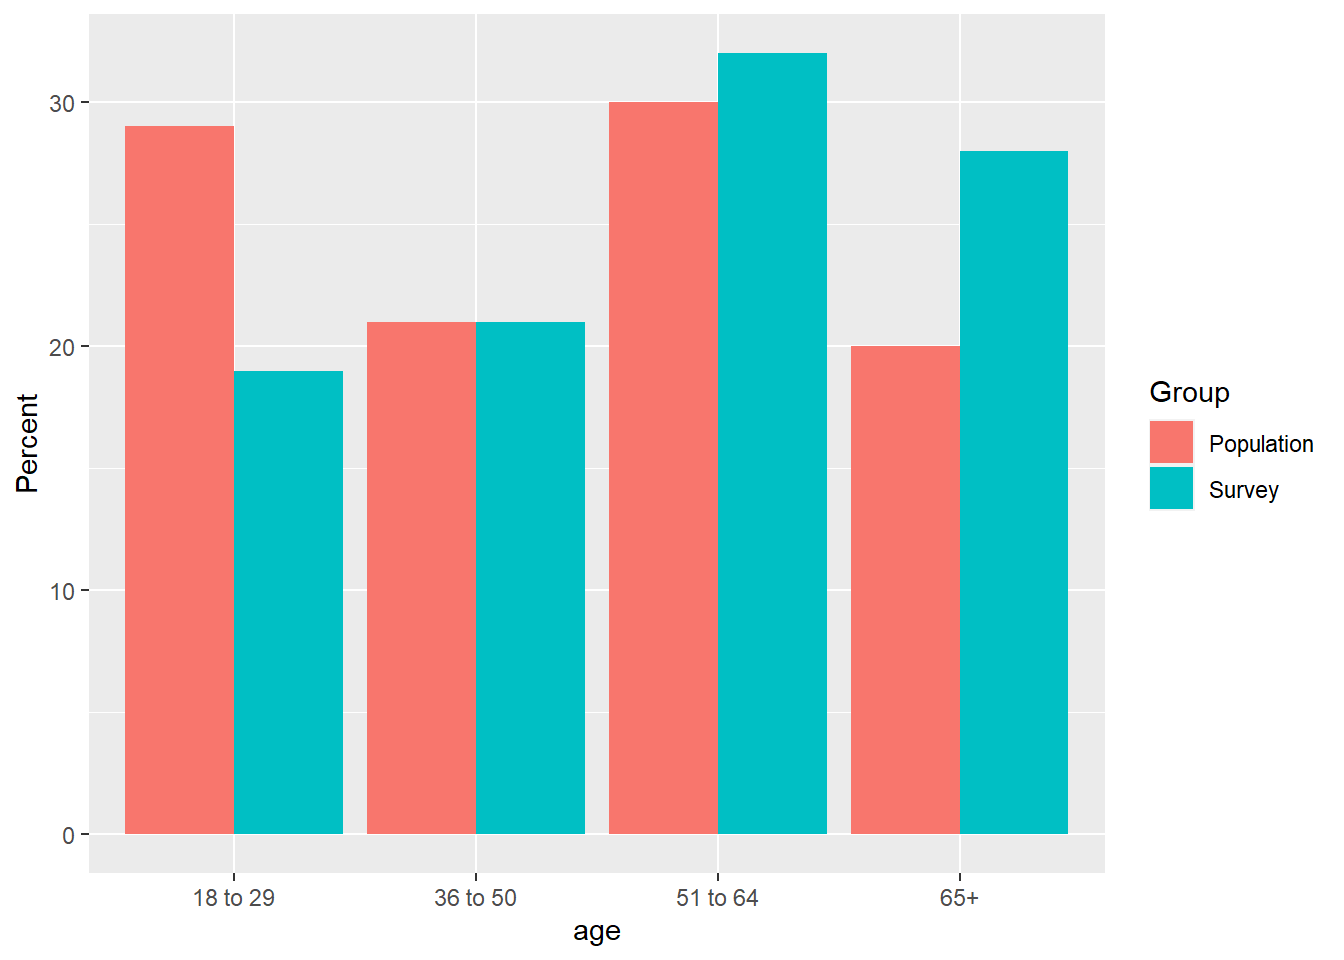 30
20
10
0
Percent
18 to 29
36 to 50
51 to 64
65+
age
Group
Population
Survey